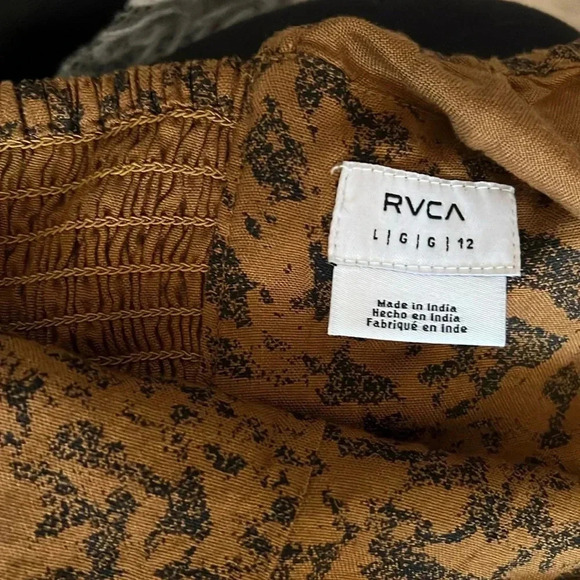 RVCA
L | G | G | 12
Made in India
Hecho en India
Fabriqué en Inde